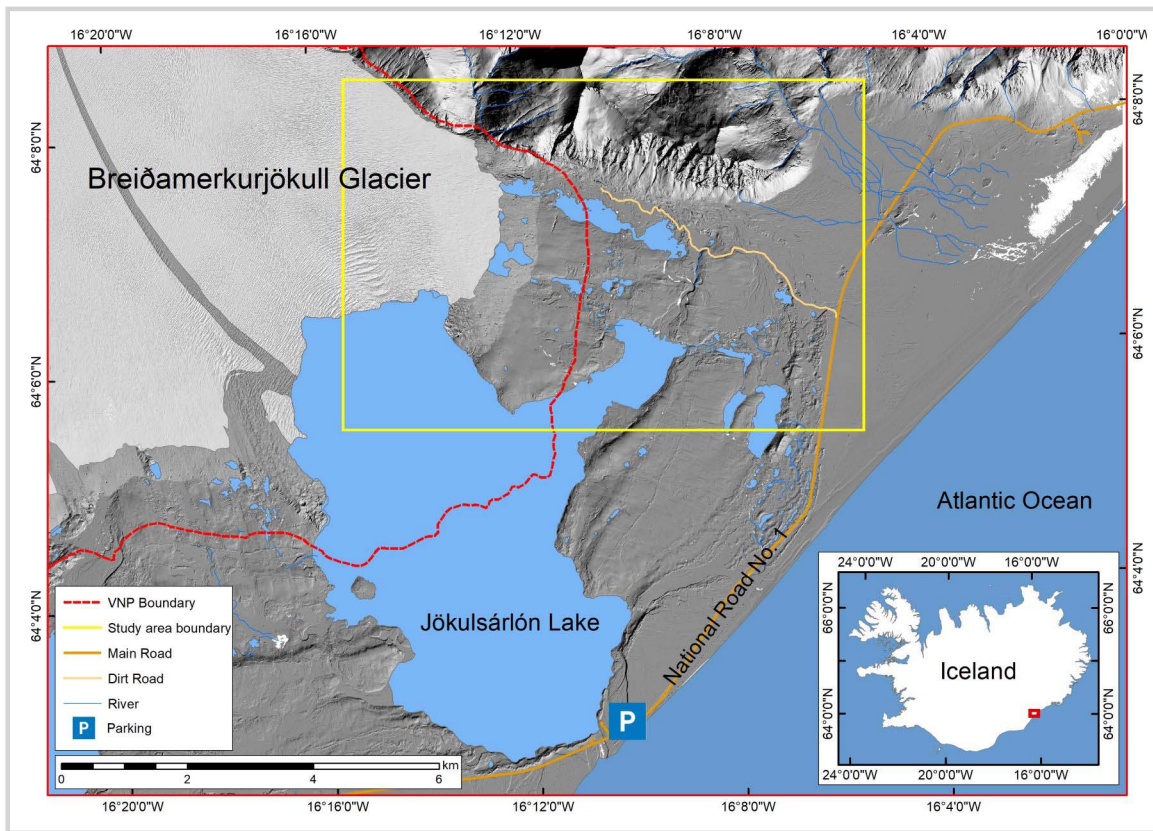 16°20'0"W 16°16'0"W 16°12'0"W 16°8'0"W 16°4'0"W 16°0'0"W
64°8'0"N
64°8'0"N
Breiðamerkurjökull Glacier
64°6'0"N
64°6'0"N
Atlantic Ocean
National Road No. 1
64°4'0"N
64°4'0"N
Jökulsárlón Lake
VNP Boundary
Study area boundary
Main Road
Dirt Road
River
P Parking
P
km
0 2 4 6
24°0'0"W 20°0'0"W 16°0'0"W
66°0'0"N
66°0'0"N
Iceland
64°0'0"N
64°0'0"N
24°0'0"W 20°0'0"W 16°0'0"W
16°20'0"W 16°16'0"W 16°12'0"W 16°8'0"W 16°4'0"W